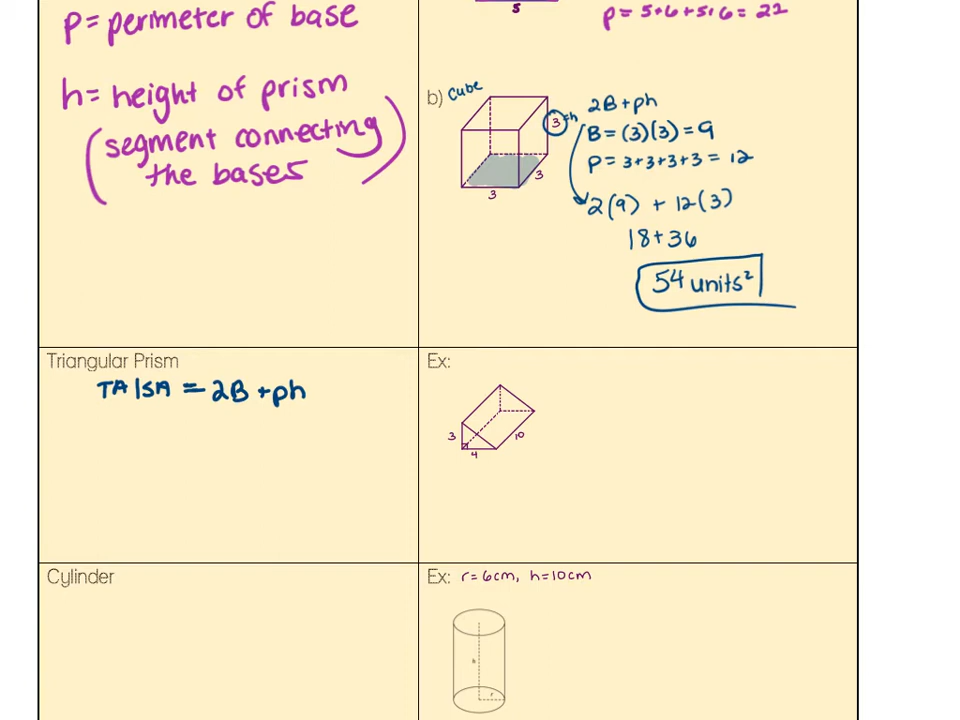 p= perimeter of base
5
p = 5+6+5+6 = 22
h= height of prism
(segment connecting
the bases)
b) Cube
3 =h
3
3
2B + ph
B = (3)(3) = 9
p = 3+3+3+3 = 12
2(9) + 12(3)
18 + 36
54 units²
Triangular Prism
TA/SA = 2B + ph
Ex:
3
4
10
Cylinder
Ex: r=6cm, h=10cm
h
r